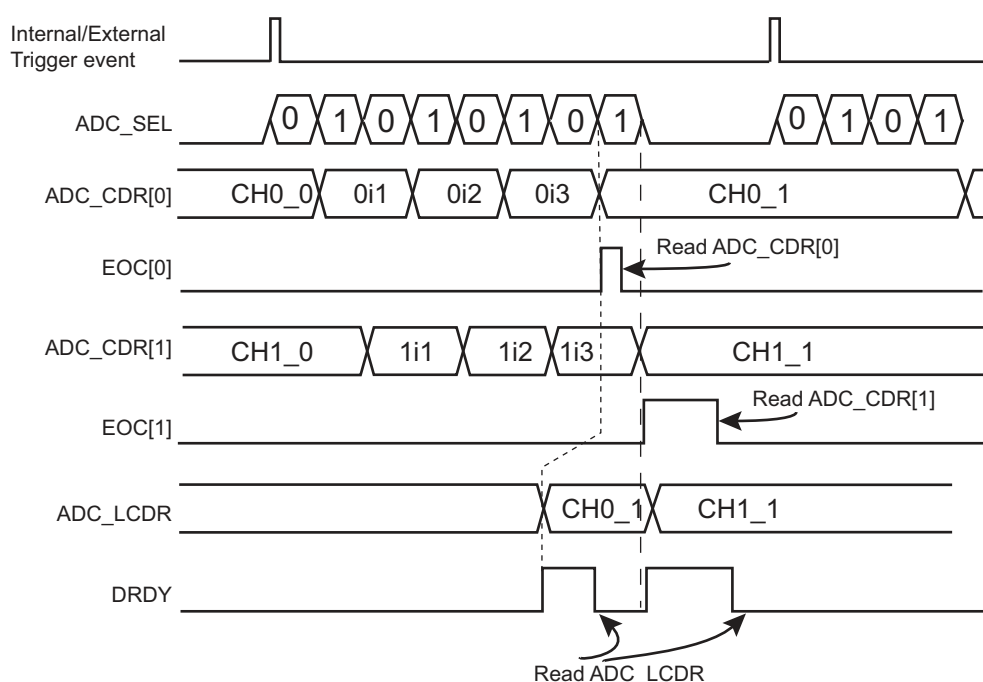 Internal/External
Trigger event
ADC_SEL
0 1 0 1 0 1 0 1 0 1 0 1
ADC_CDR[0]
CH0_0 0i1 0i2 0i3 CH0_1
EOC[0]
Read ADC_CDR[0]
ADC_CDR[1]
CH1_0 1i1 1i2 1i3 CH1_1
EOC[1]
Read ADC_CDR[1]
ADC_LCDR
CH0_1 CH1_1
DRDY
Read ADC_LCDR